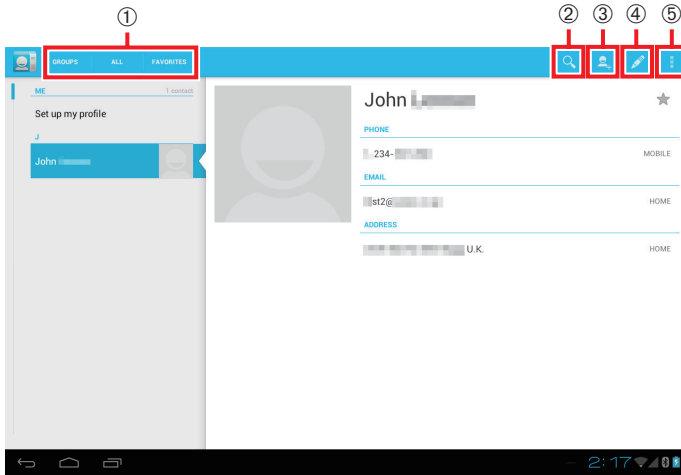 ① ② ③ ④ ⑤
GROUPS ALL FAVORITES
ME 1 contact
Set up my profile
J
John
John
PHONE
234- MOBILE
EMAIL
st2@ HOME
ADDRESS
U.K. HOME
2:17